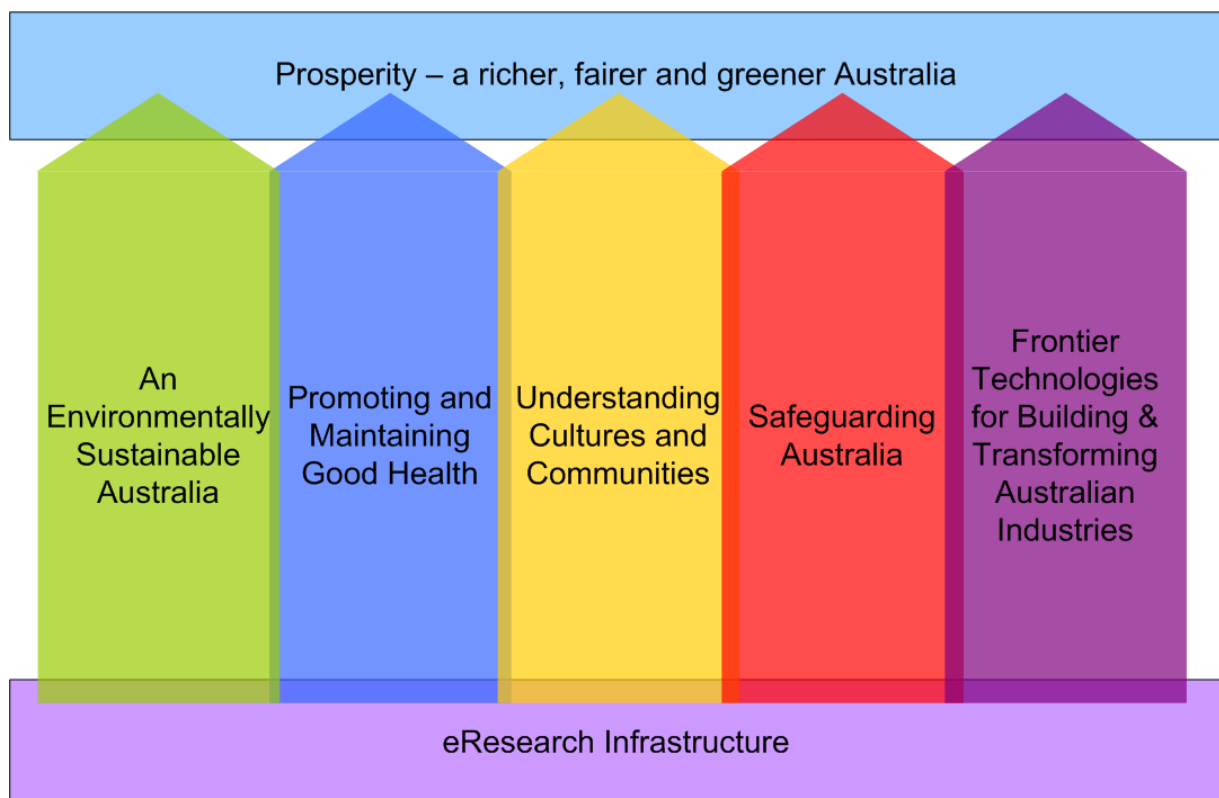 Prosperity – a richer, fairer and greener Australia
An
Environmentally
Sustainable
Australia
Promoting and
Maintaining
Good Health
Understanding
Cultures and
Communities
Safeguarding
Australia
Frontier
Technologies
for Building &
Transforming
Australian
Industries
eResearch Infrastructure